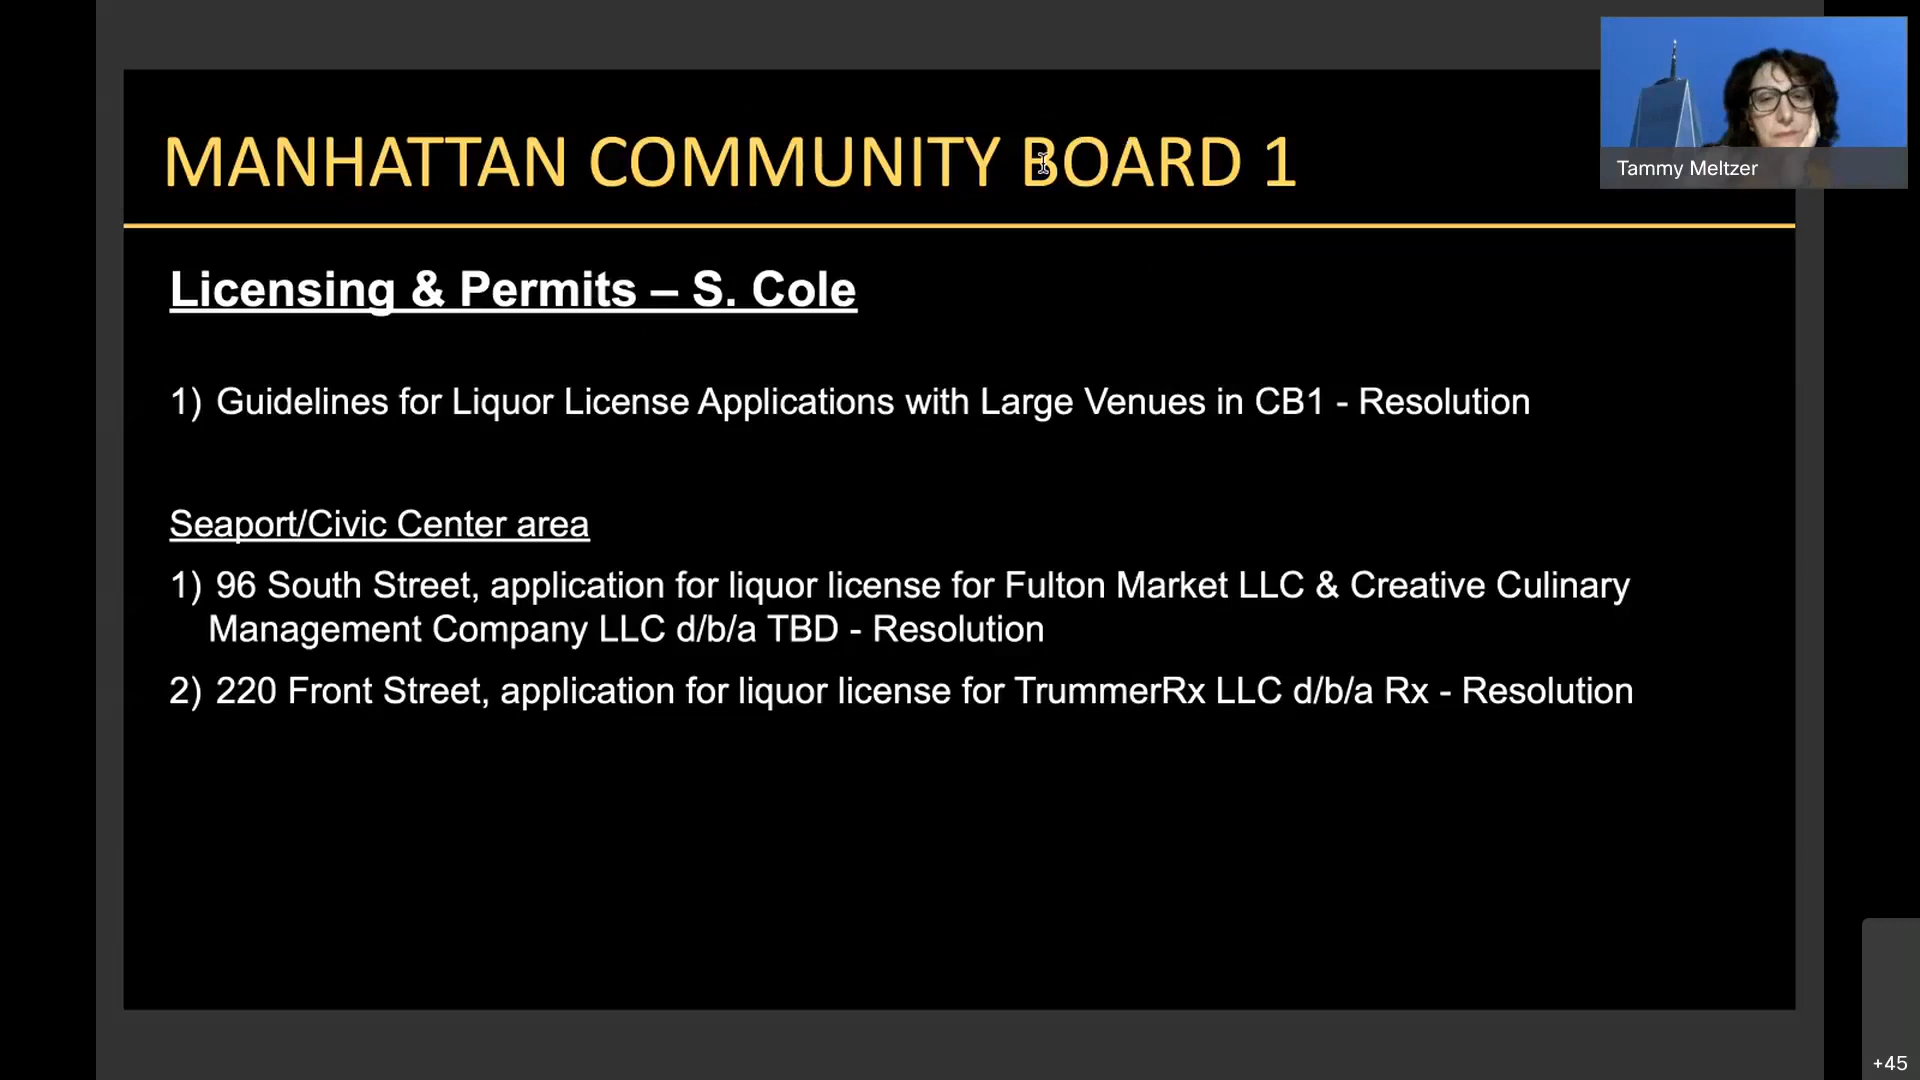 MANHATTAN COMMUNITY BOARD 1
Tammy Meltzer
Licensing & Permits – S. Cole
1) Guidelines for Liquor License Applications with Large Venues in CB1 - Resolution
Seaport/Civic Center area
1) 96 South Street, application for liquor license for Fulton Market LLC & Creative Culinary
Management Company LLC d/b/a TBD - Resolution
2) 220 Front Street, application for liquor license for TrummerRx LLC d/b/a Rx - Resolution
+45